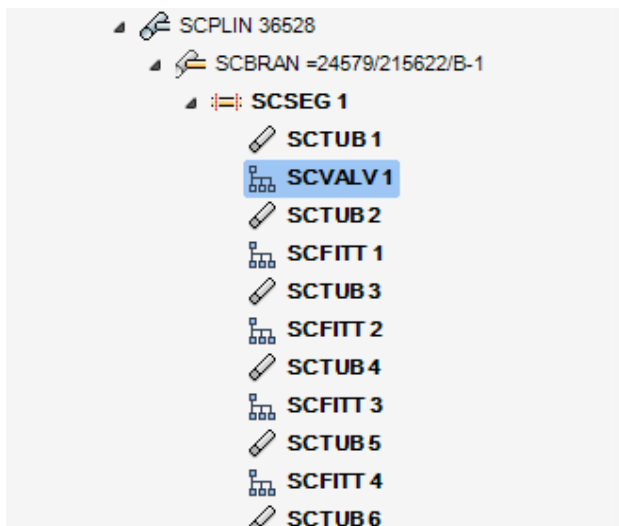 SCPLIN 36528
SCBRAN =24579/215622/B-1
SCSEG 1
SCTUB 1
SCVALV 1
SCTUB 2
SCFITT 1
SCTUB 3
SCFITT 2
SCTUB 4
SCFITT 3
SCTUB 5
SCFITT 4
SCTUB 6